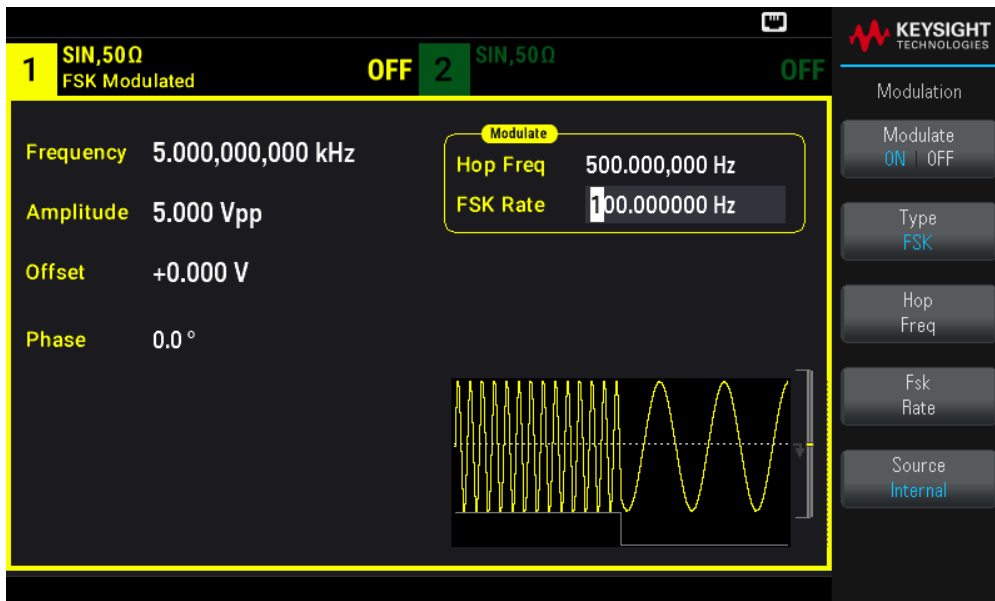 KEYSIGHT
TECHNOLOGIES
1 SIN,50Ω
FSK Modulated OFF
2 SIN,50Ω OFF
Modulation
Frequency 5.000,000,000 kHz
Amplitude 5.000 Vpp
Offset +0.000 V
Phase 0.0 °
Modulate
Hop Freq 500.000,000 Hz
FSK Rate 100.000000 Hz
Modulate
ON | OFF
Type
FSK
Hop
Freq
Fsk
Rate
Source
Internal